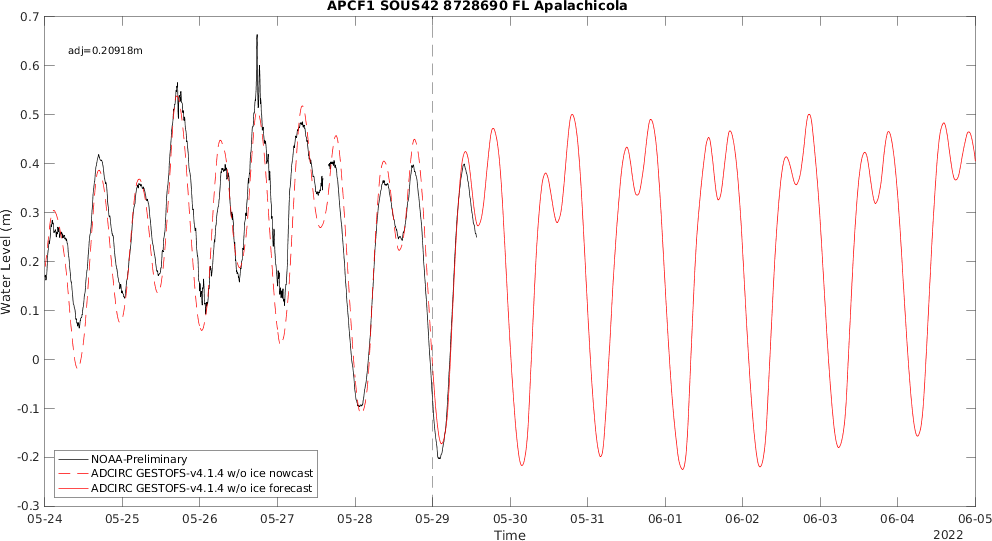 APCF1 SOUS42 8728690 FL Apalachicola
adj=0.20918m
Water Level (m)
0.7
0.6
0.5
0.4
0.3
0.2
0.1
0
-0.1
-0.2
-0.3
NOAA-Preliminary
ADCIRC GESTOFS-v4.1.4 w/o ice nowcast
ADCIRC GESTOFS-v4.1.4 w/o ice forecast
05-24 05-25 05-26 05-27 05-28 05-29 05-30 05-31 06-01 06-02 06-03 06-04 06-05
Time
2022